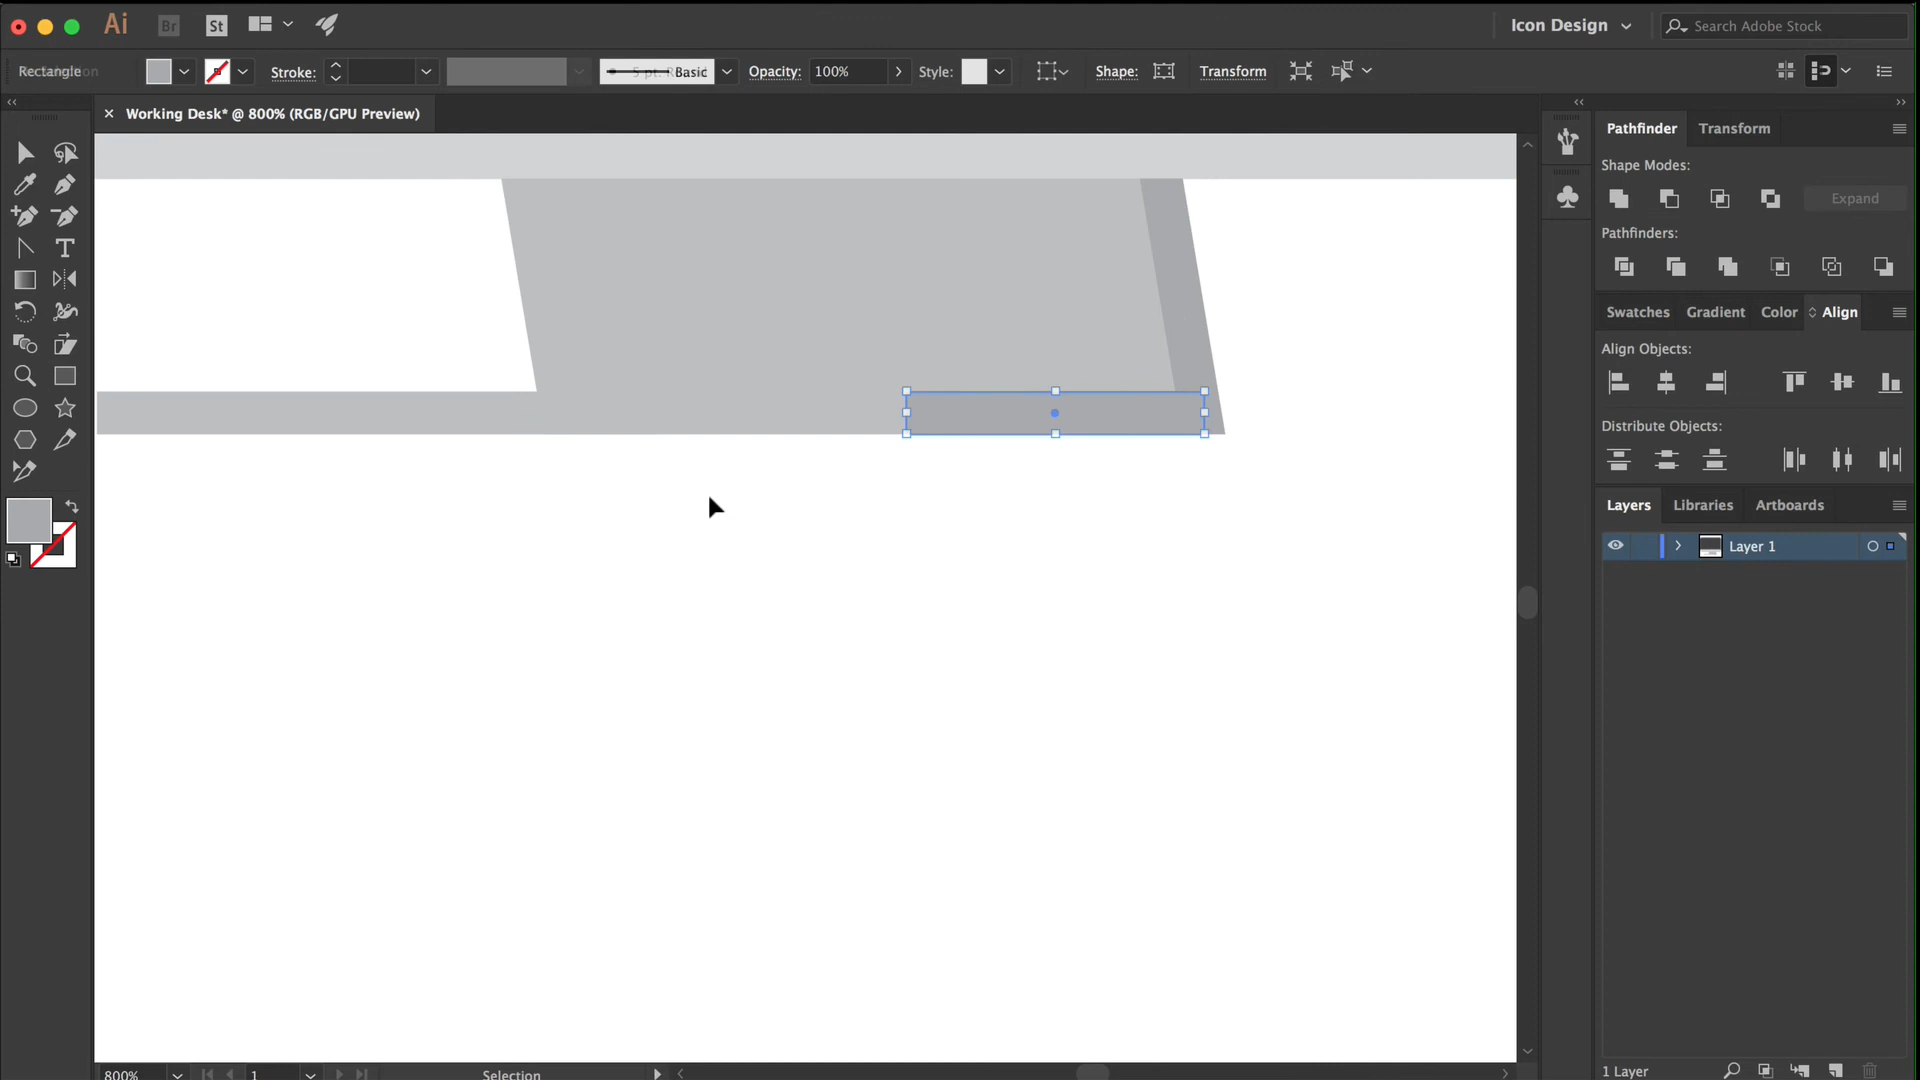 Ai Br St Icon Design Search Adobe Stock
Rectangle Stroke: Basic Opacity: 100% Style: Shape: Transform
× Working Desk* @ 800% (RGB/GPU Preview)
Pathfinder Transform
Shape Modes:
Expand
Pathfinders:
Swatches Gradient Color Align
Align Objects:
Distribute Objects:
Layers Libraries Artboards
Layer 1
800% 1 Selection 1 Layer